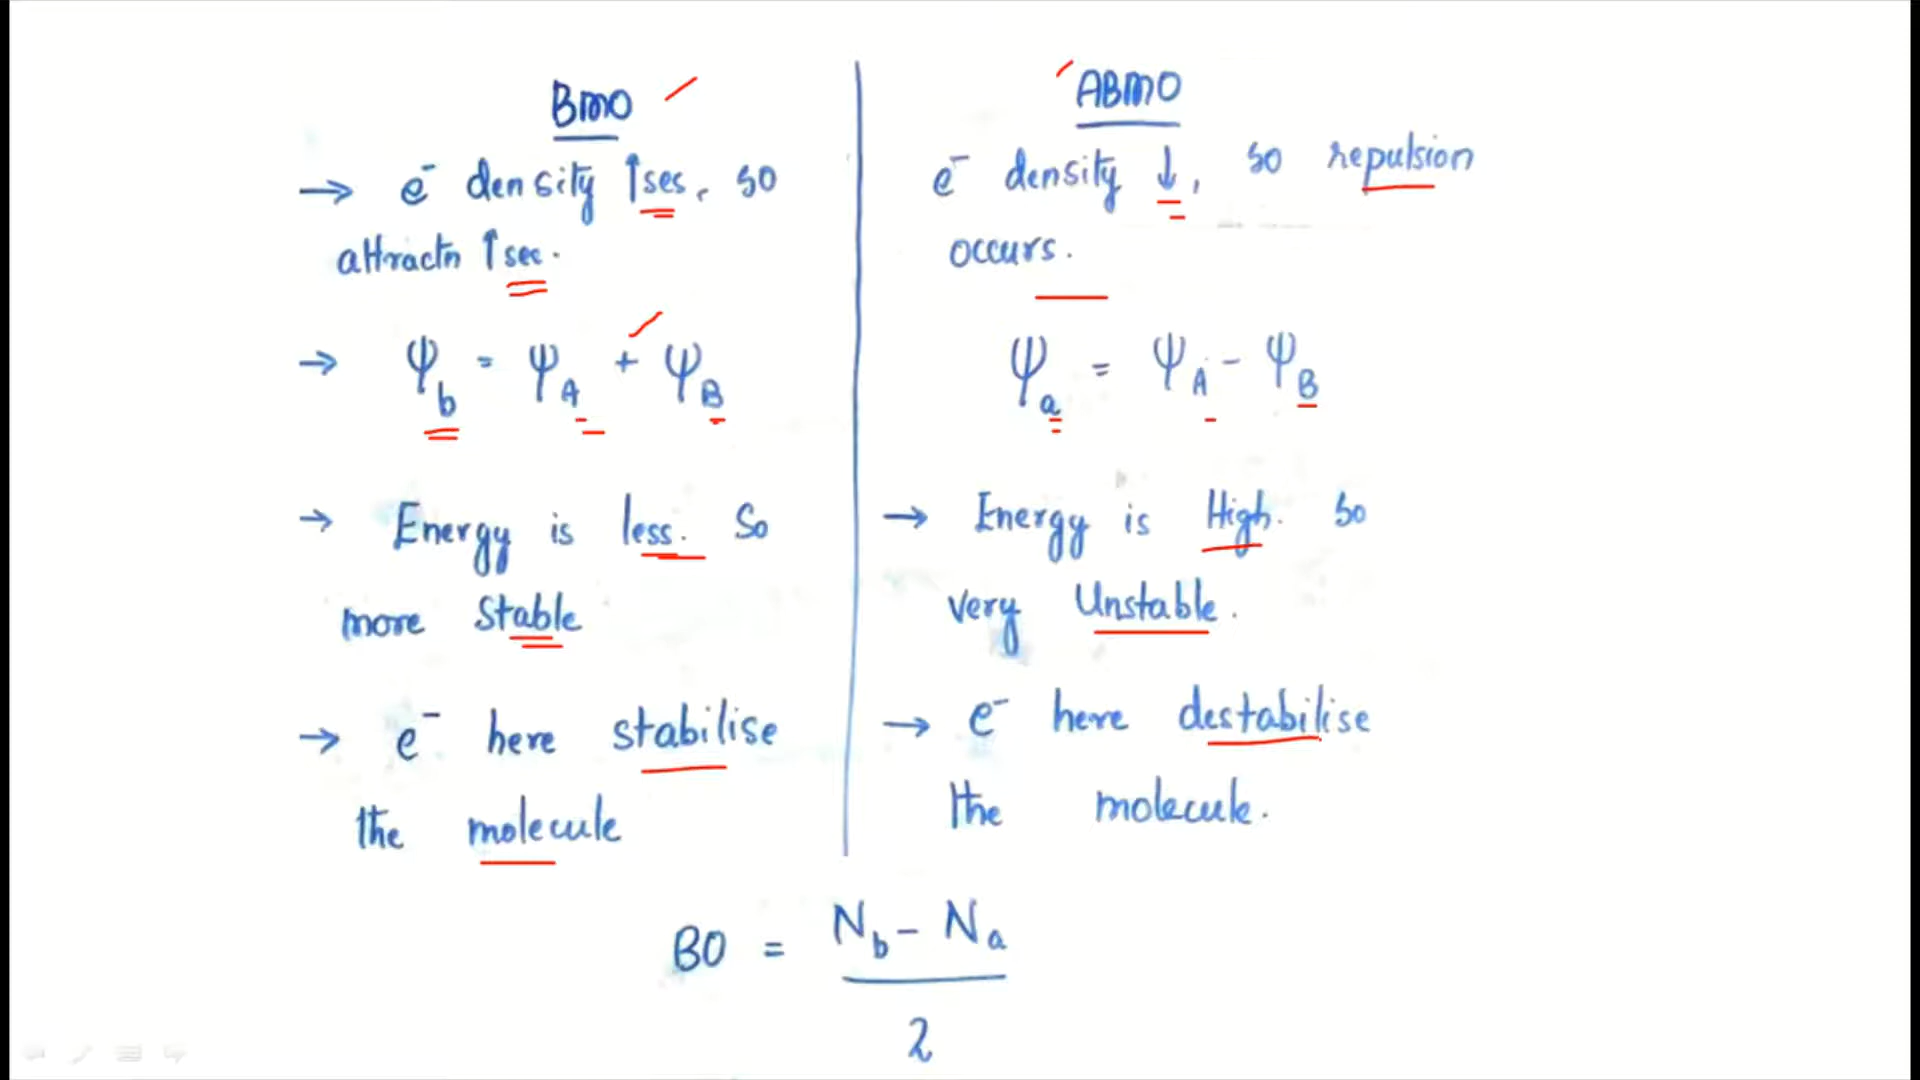 BMO
→ e⁻ density ↑ses, so
attractn ↑ses.
→ ψb = ψA + ψB
→ Energy is less. So
more stable
→ e⁻ here stabilise
the molecule
ABMO
e⁻ density ↓, so repulsion
occurs.
ψa = ψA - ψB
→ Energy is High. So
very Unstable.
→ e⁻ here destabilise
the molecule.
BO = Nb - Na
2